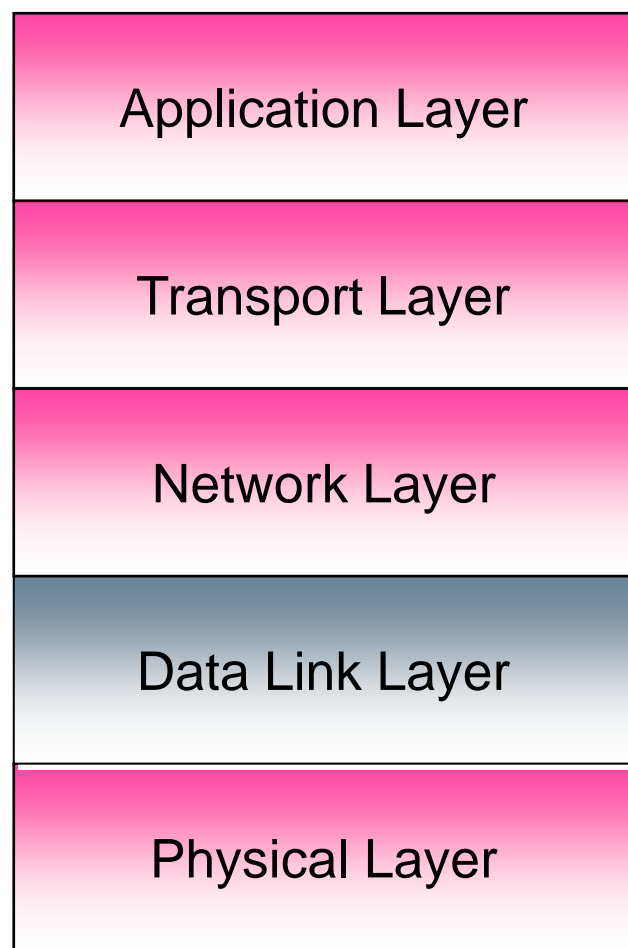 Application Layer
Transport Layer
Network Layer
Data Link Layer
Physical Layer